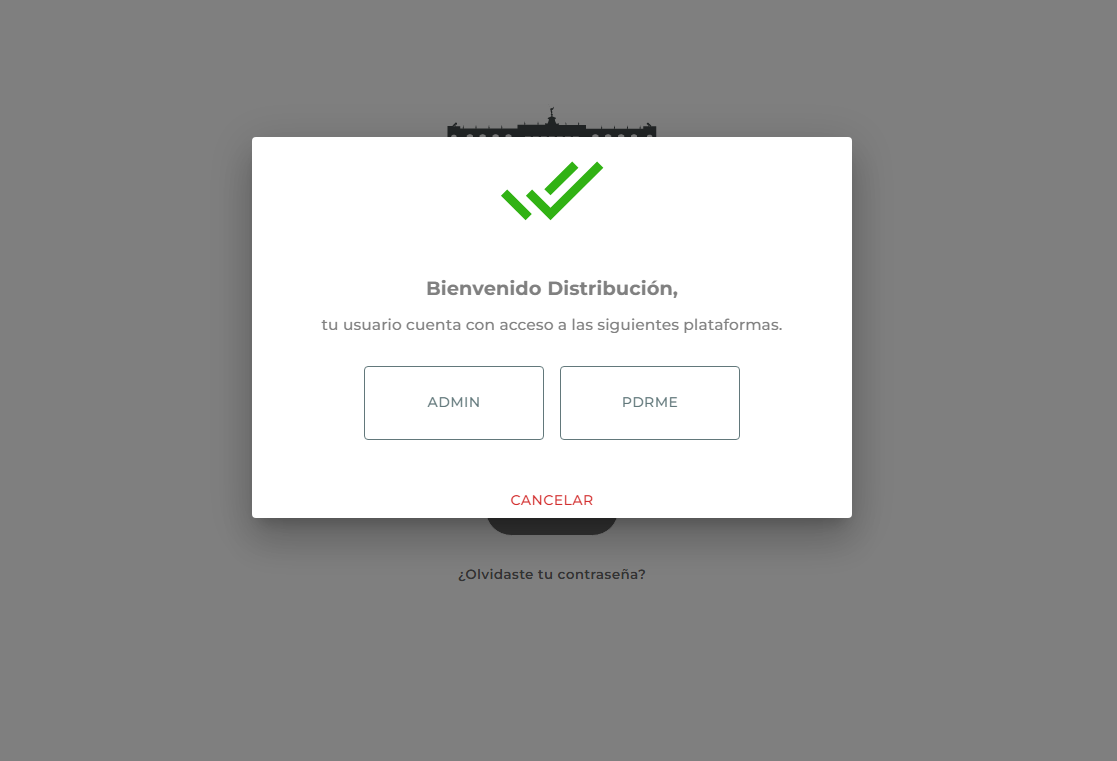 Bienvenido Distribución,
tu usuario cuenta con acceso a las siguientes plataformas.
ADMIN PDRME
CANCELAR
¿Olvidaste tu contraseña?